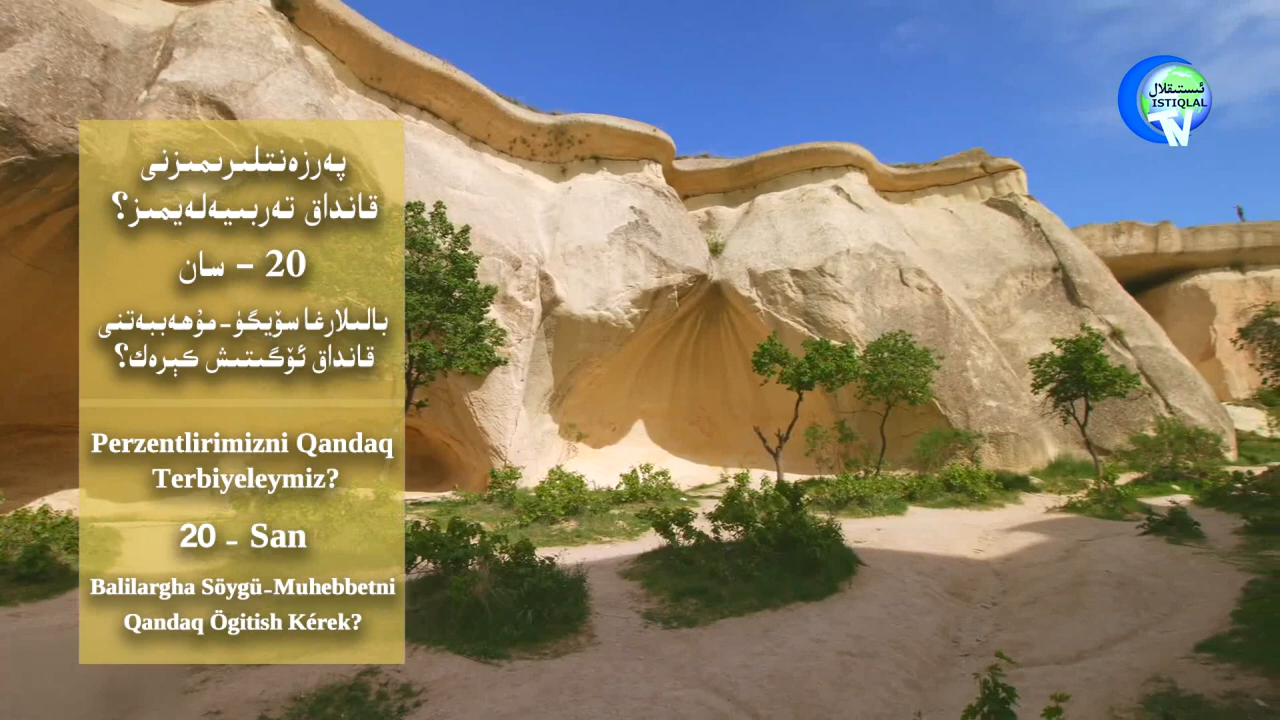 پەرزەنتلىرىمىزنى
قانداق تەربىيەلەيمىز؟
20 - سان
بالىلارغا سۆيگۈ-مۇھەببەتنى
قانداق ئۆگىتىش كېرەك؟
Perzentlirimizni Qandaq
Terbiyeleymiz?
20 - San
Balilargha Söygü-Muhebbetni
Qandaq Ögitish Kérek?
ئىستىقلال
ISTIQLAL
TV